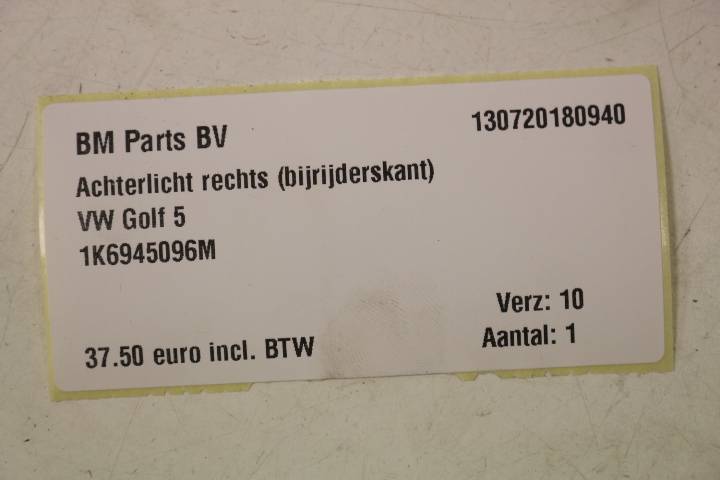 BM Parts BV
130720180940
Achterlicht rechts (bijrijderskant)
VW Golf 5
1K6945096M
Verz: 10
37.50 euro incl. BTW
Aantal: 1